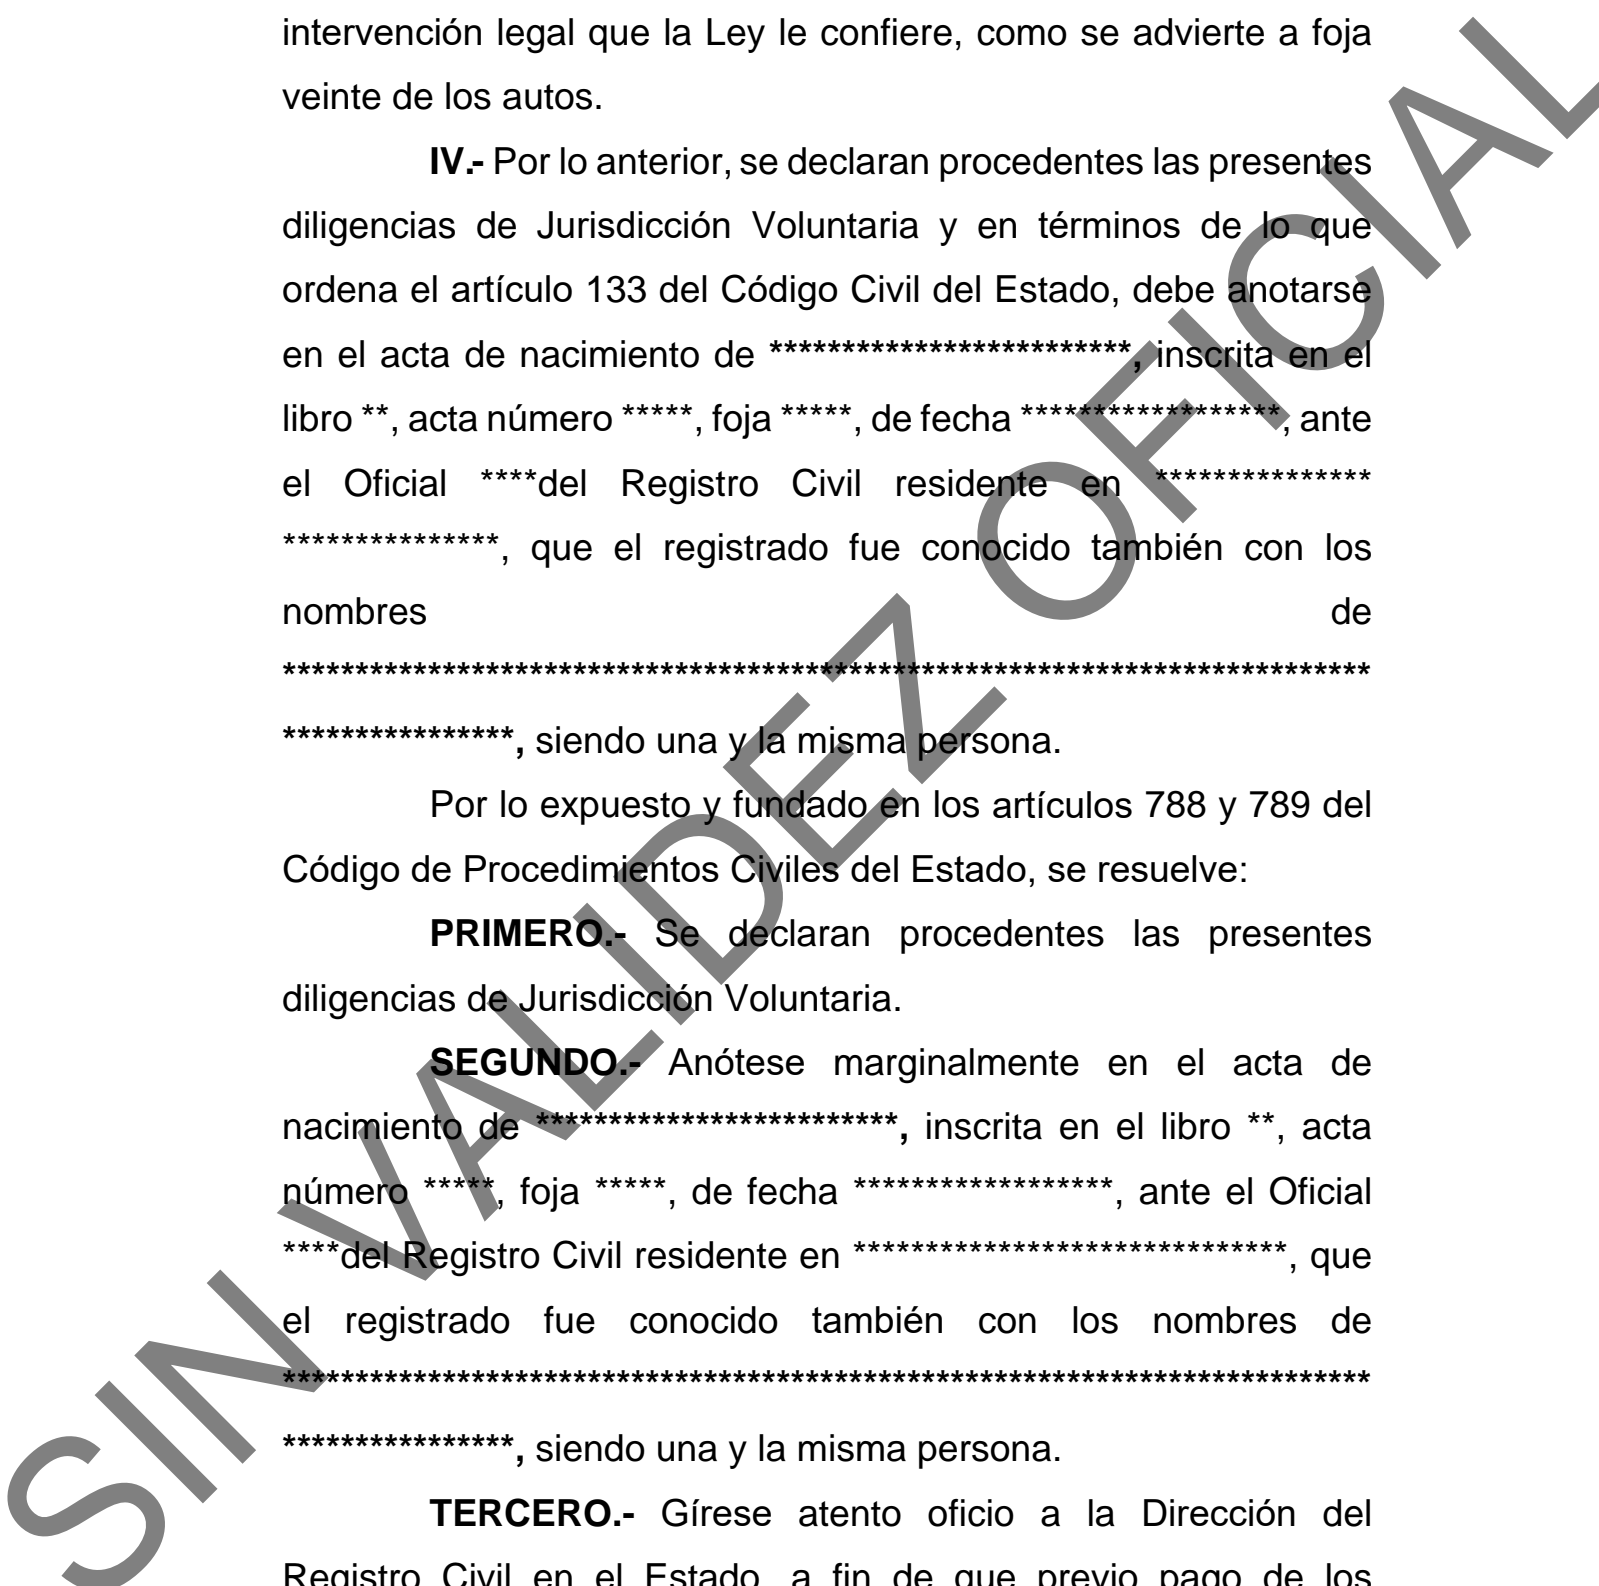 intervención legal que la Ley le confiere, como se advierte a foja
veinte de los autos.
IV.- Por lo anterior, se declaran procedentes las presentes
diligencias de Jurisdicción Voluntaria y en términos de lo que
ordena el artículo 133 del Código Civil del Estado, debe anotarse
en el acta de nacimiento de *************************, inscrita en el
libro **, acta número *****, foja *****, de fecha ******************, ante
el Oficial ****del Registro Civil residente en ***************
***************, que el registrado fue conocido también con los
nombres de
***************************************************************************
****************, siendo una y la misma persona.
Por lo expuesto y fundado en los artículos 788 y 789 del
Código de Procedimientos Civiles del Estado, se resuelve:
PRIMERO.- Se declaran procedentes las presentes
diligencias de Jurisdicción Voluntaria.
SEGUNDO.- Anótese marginalmente en el acta de
nacimiento de *************************, inscrita en el libro **, acta
número *****, foja *****, de fecha ******************, ante el Oficial
****del Registro Civil residente en ******************************, que
el registrado fue conocido también con los nombres de
***************************************************************************
****************, siendo una y la misma persona.
TERCERO.- Gírese atento oficio a la Dirección del
Registro Civil en el Estado, a fin de que previo pago de los
SIN VALIDEZ OFICIAL